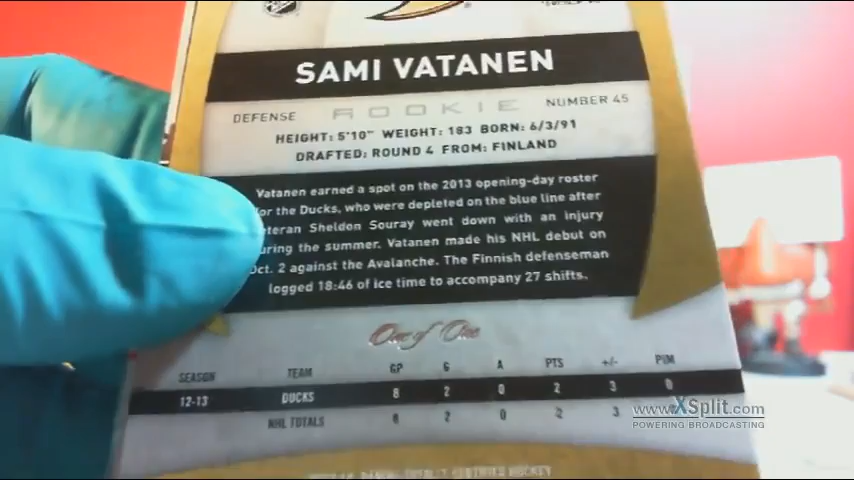 SAMI VATANEN
DEFENSE ROOKIE NUMBER 45
HEIGHT: 5'10" WEIGHT: 183 BORN: 6/3/91
DRAFTED: ROUND 4 FROM: FINLAND
Vatanen earned a spot on the 2013 opening-day roster
for the Ducks, who were depleted on the blue line after
veteran Sheldon Souray went down with an injury
during the summer. Vatanen made his NHL debut on
Oct. 2 against the Avalanche. The Finnish defenseman
logged 18:46 of ice time to accompany 27 shifts.
One of One
SEASON TEAM GP G A PTS +/- PIM
12-13 DUCKS 8 2 0 2 3 0
NHL TOTALS 8 2 0 2 3
www.XSplit.com
POWERING BROADCASTING
CERTIFIED HOCKEY